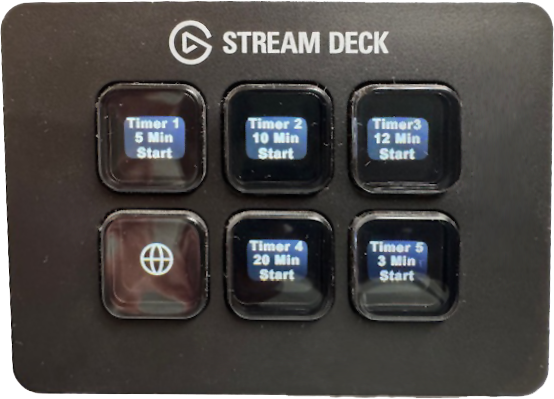 STREAM DECK
Timer 1
5 Min
Start
Timer 2
10 Min
Start
Timer3
12 Min
Start
Timer 4
20 Min
Start
Timer 5
3 Min
Start